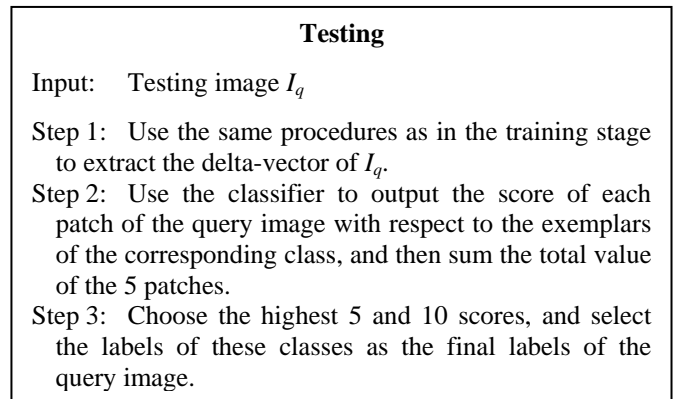 Testing
Input: Testing image I_q
Step 1: Use the same procedures as in the training stage
to extract the delta-vector of I_q.
Step 2: Use the classifier to output the score of each
patch of the query image with respect to the exemplars
of the corresponding class, and then sum the total value
of the 5 patches.
Step 3: Choose the highest 5 and 10 scores, and select
the labels of these classes as the final labels of the
query image.